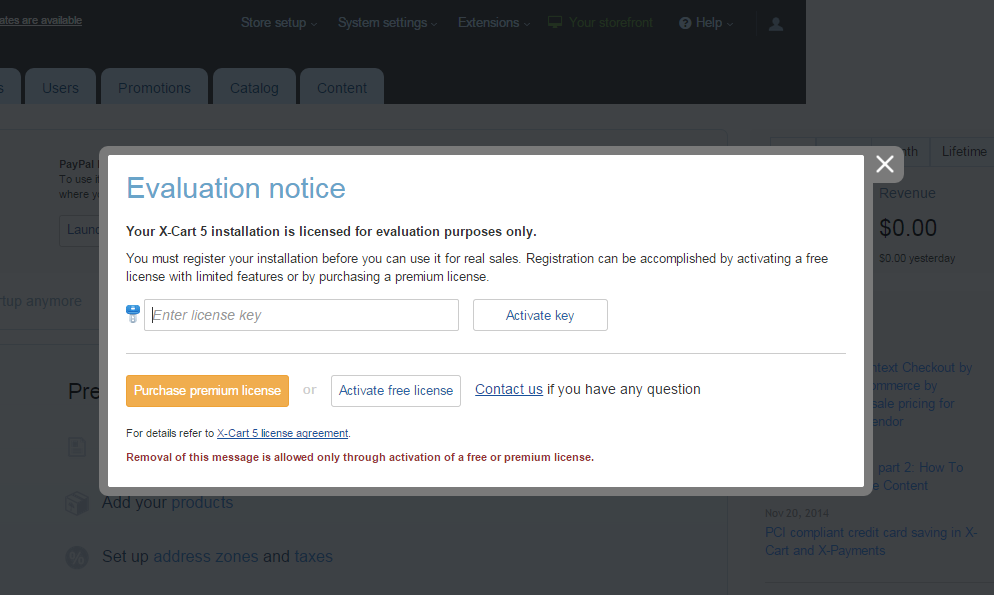 ates are available
Store setup System settings Extensions Your storefront Help
Users Promotions Catalog Content
Lifetime
PayPal
To use i
where y
Revenue
$0.00
$0.00 yesterday
Evaluation notice
Your X-Cart 5 installation is licensed for evaluation purposes only.
You must register your installation before you can use it for real sales. Registration can be accomplished by activating a free
license with limited features or by purchasing a premium license.
Enter license key
Activate key
Purchase premium license or Activate free license Contact us if you have any question
For details refer to X-Cart 5 license agreement.
Removal of this message is allowed only through activation of a free or premium license.
Laun
rtup anymore
Pre
Add your products
Set up address zones and taxes
ntext Checkout by
ommerce by
sale pricing for
endor
part 2: How To
e Content
Nov 20, 2014
PCI compliant credit card saving in X-
Cart and X-Payments